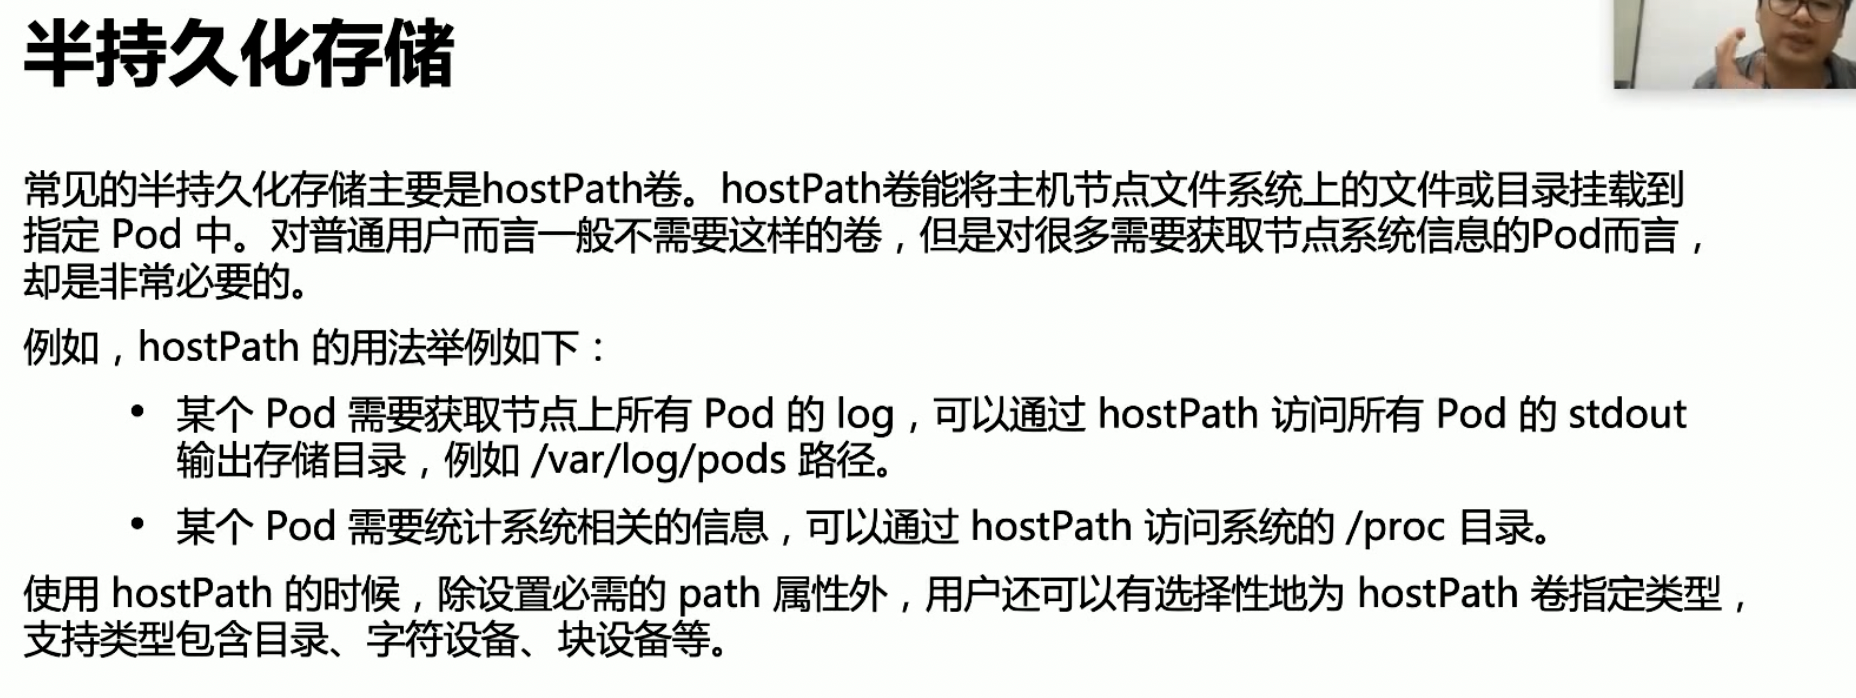 半持久化存储
常见的半持久化存储主要是hostPath卷。hostPath卷能将主机节点文件系统上的文件或目录挂载到
指定 Pod 中。对普通用户而言一般不需要这样的卷，但是对很多需要获取节点系统信息的Pod而言，
却是非常必要的。
例如，hostPath 的用法举例如下：
• 某个 Pod 需要获取节点上所有 Pod 的 log，可以通过 hostPath 访问所有 Pod 的 stdout
输出存储目录，例如 /var/log/pods 路径。
• 某个 Pod 需要统计系统相关的信息，可以通过 hostPath 访问系统的 /proc 目录。
使用 hostPath 的时候，除设置必需的 path 属性外，用户还可以有选择性地为 hostPath 卷指定类型，
支持类型包含目录、字符设备、块设备等。